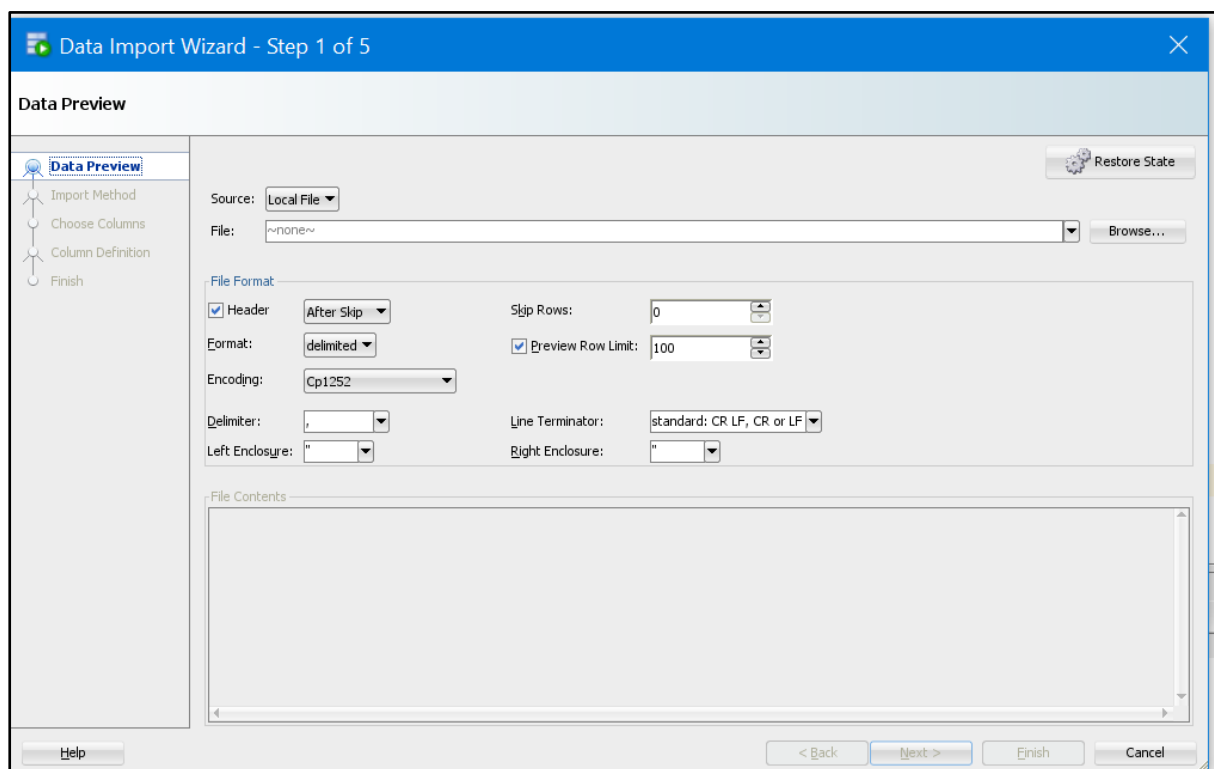 Data Import Wizard - Step 1 of 5
Data Preview
Data Preview
Import Method
Choose Columns
Column Definition
Finish
Restore State
Source: Local File
File: ~none~ Browse...
File Format
Header After Skip Skip Rows: 0
Format: delimited Preview Row Limit: 100
Encoding: Cp1252
Delimiter: , Line Terminator: standard: CR LF, CR or LF
Left Enclosure: " Right Enclosure: "
File Contents
Help < Back Next > Finish Cancel